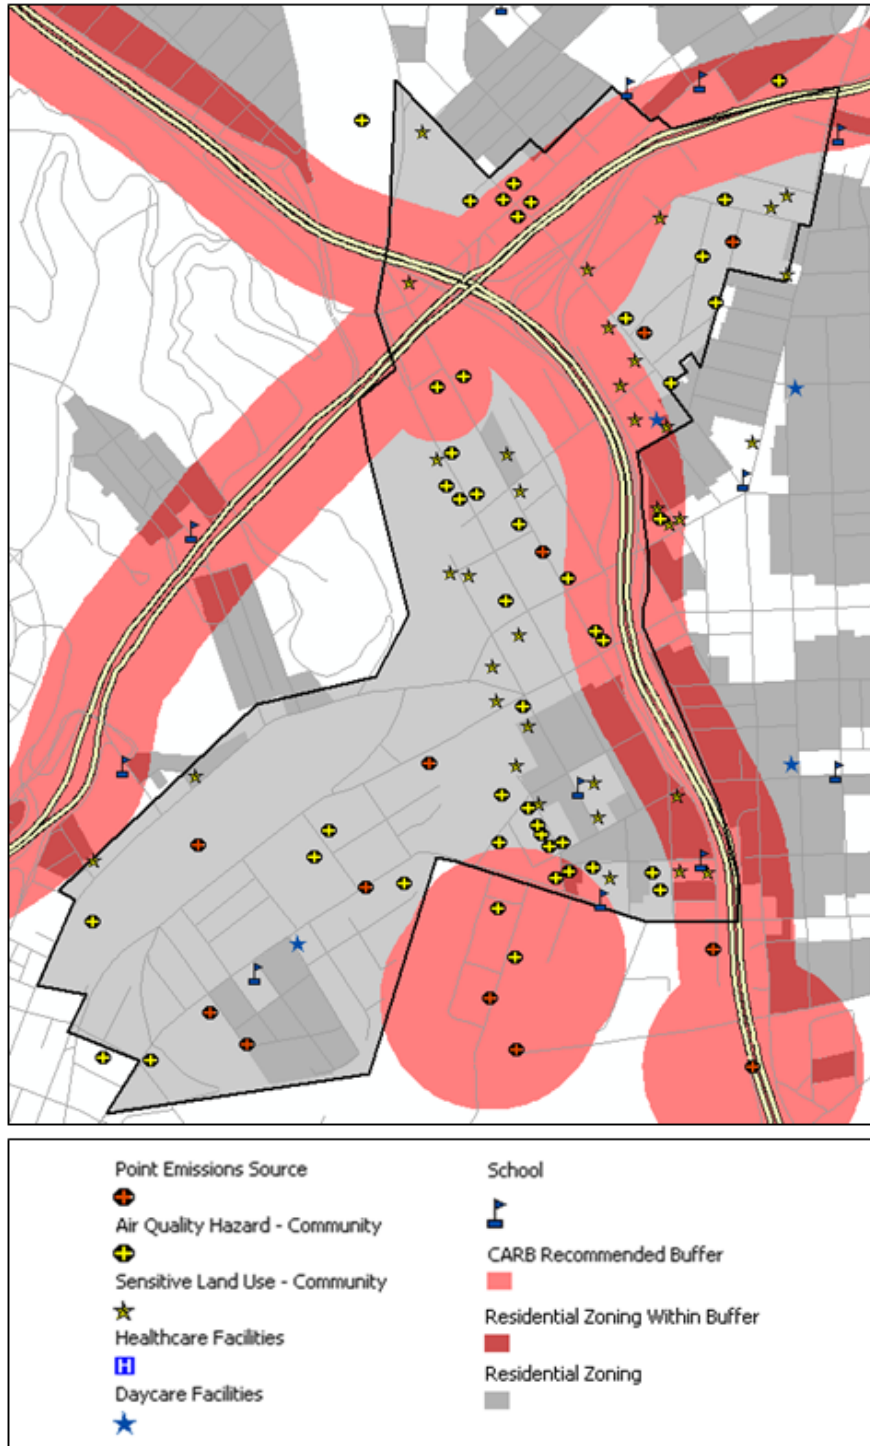 Point Emissions Source
Air Quality Hazard - Community
Sensitive Land Use - Community
Healthcare Facilities
H
Daycare Facilities
School
CARB Recommended Buffer
Residential Zoning Within Buffer
Residential Zoning